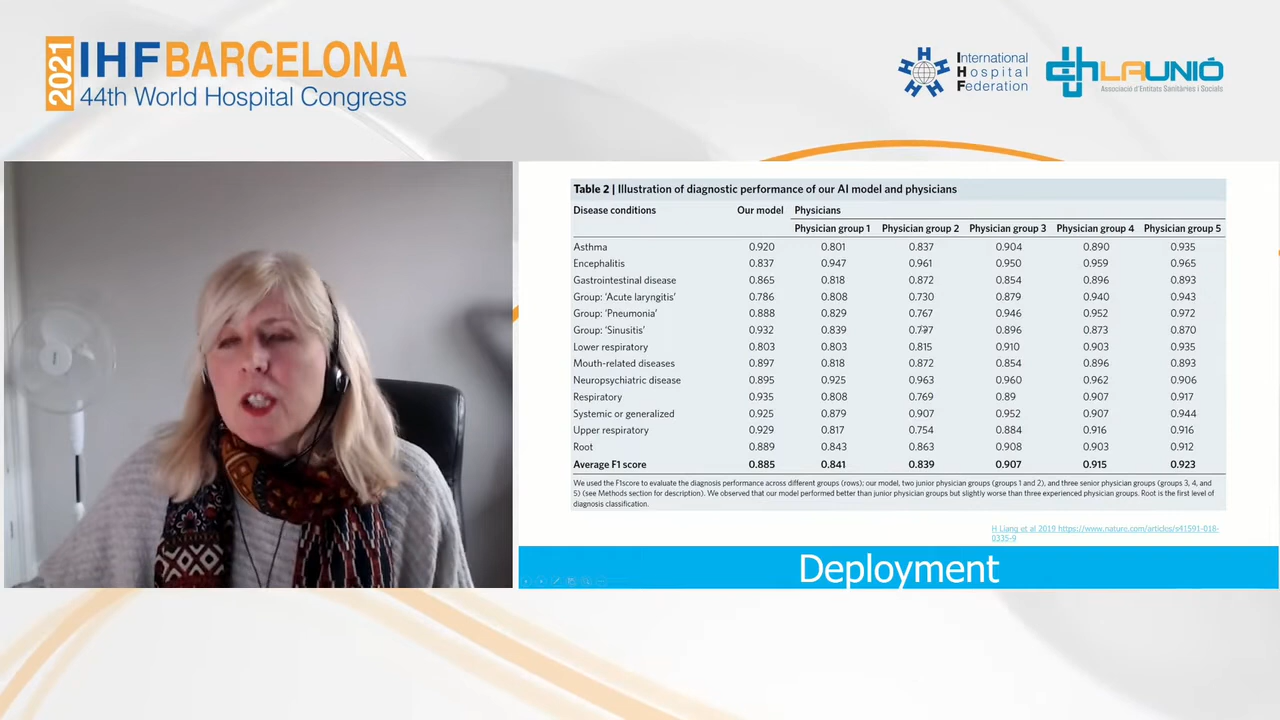 2021 IHF BARCELONA
44th World Hospital Congress
International
Hospital
Federation
LAUNIÓ
Associació d'Entitats Sanitàries i Socials
Table 2 | Illustration of diagnostic performance of our AI model and physicians
Disease conditions Our model Physicians
Physician group 1 Physician group 2 Physician group 3 Physician group 4 Physician group 5
Asthma 0.920 0.801 0.837 0.904 0.890 0.935
Encephalitis 0.837 0.947 0.961 0.950 0.959 0.965
Gastrointestinal disease 0.865 0.818 0.872 0.854 0.896 0.893
Group: 'Acute laryngitis' 0.786 0.808 0.730 0.879 0.940 0.943
Group: 'Pneumonia' 0.888 0.829 0.767 0.946 0.952 0.972
Group: 'Sinusitis' 0.932 0.839 0.797 0.896 0.873 0.870
Lower respiratory 0.803 0.803 0.815 0.910 0.903 0.935
Mouth-related diseases 0.897 0.818 0.872 0.854 0.896 0.893
Neuropsychiatric disease 0.895 0.925 0.963 0.960 0.962 0.906
Respiratory 0.935 0.808 0.769 0.89 0.907 0.917
Systemic or generalized 0.925 0.879 0.907 0.952 0.907 0.944
Upper respiratory 0.929 0.817 0.754 0.884 0.916 0.916
Root 0.889 0.843 0.863 0.908 0.903 0.912
Average F1 score 0.885 0.841 0.839 0.907 0.915 0.923
We used the F1score to evaluate the diagnosis performance across different groups (rows); our model, two junior physician groups (groups 1 and 2), and three senior physician groups (groups 3, 4, and
5) (see Methods section for description). We observed that our model performed better than junior physician groups but slightly worse than three experienced physician groups. Root is the first level of
diagnosis classification.
H Liang et al 2019 https://www.nature.com/articles/s41591-018-
0335-9
Deployment